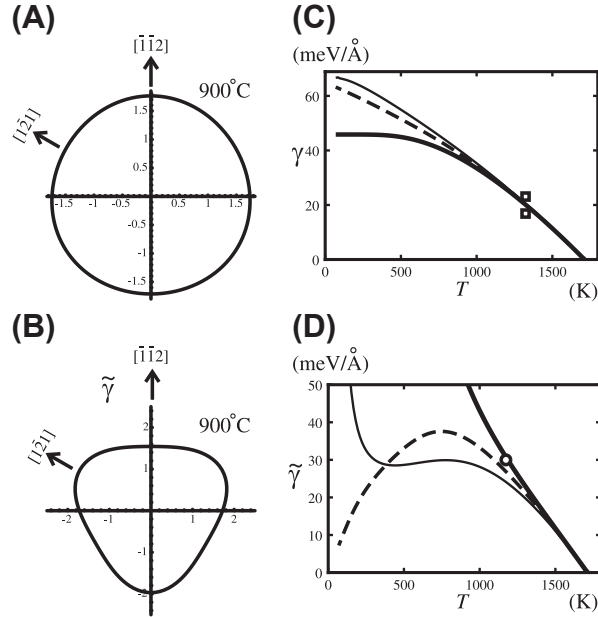 (A)
[1̄1̄2]
900°C
[12̄1]
1.5
1
0.5
-1.5
-1
-0.5
0.5
1
1.5
-0.5
-1
-1.5
(B)
[1̄1̄2]
γ̃
900°C
[12̄1]
2
1
-2
-1
1
2
-1
-2
(C)
(meV/Å)
60
40
γ
20
0
0
500
1000
1500
T
(K)
(D)
(meV/Å)
50
40
30
γ̃
20
10
0
0
500
1000
1500
T
(K)